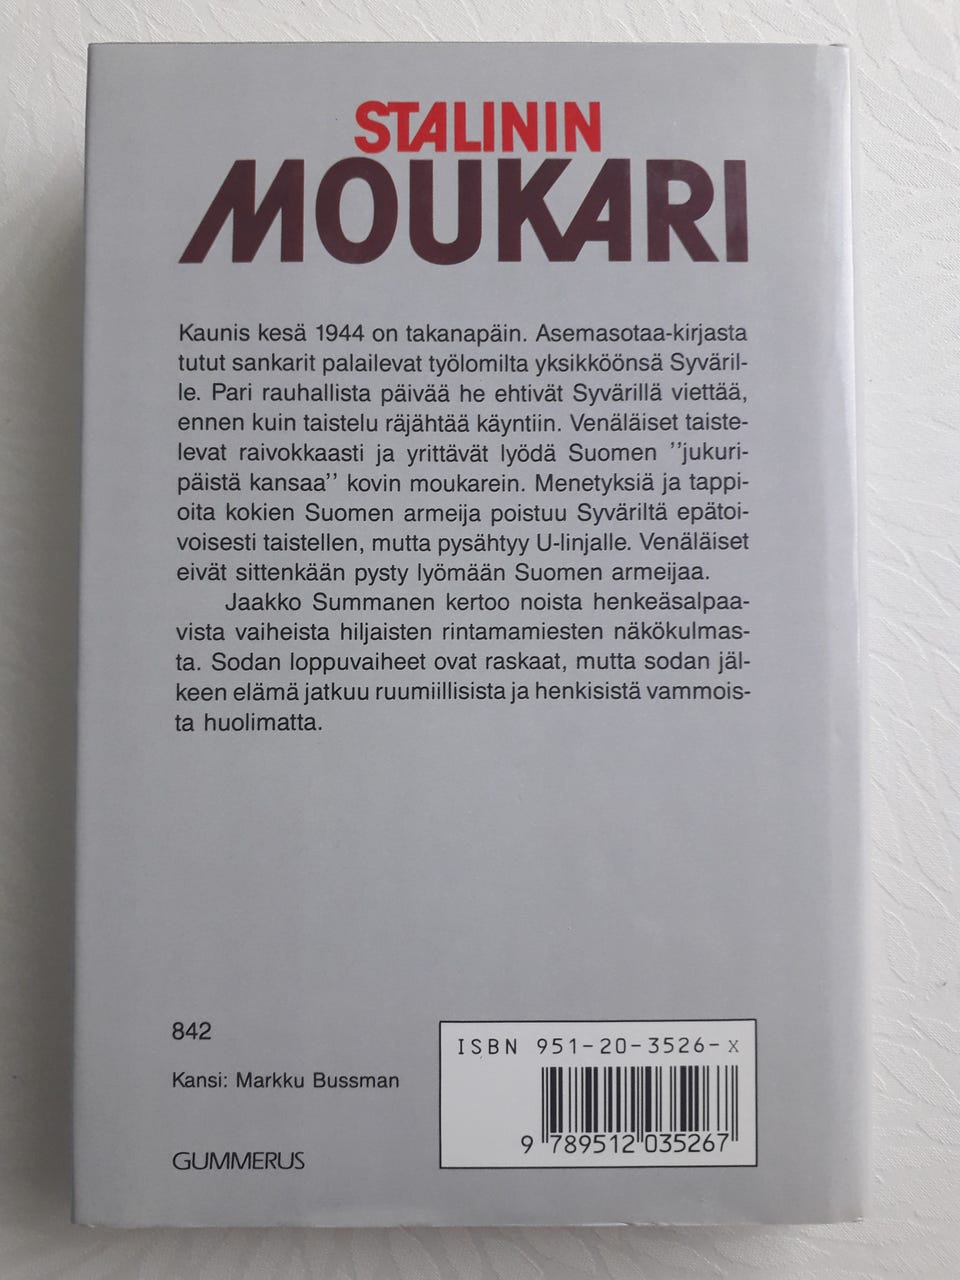 STALININ
MOUKARI
Kaunis kesä 1944 on takanapäin. Asemasotaa-kirjasta
tutut sankarit palailevat työlomilta yksikköönsä Syväril-
le. Pari rauhallista päivää he ehtivät Syvärillä viettää,
ennen kuin taistelu räjähtää käyntiin. Venäläiset taiste-
levat raivokkaasti ja yrittävät lyödä Suomen ''jukuri-
päistä kansaa'' kovin moukarein. Menetyksiä ja tappi-
oita kokien Suomen armeija poistuu Syväriltä epätoi-
voisesti taistellen, mutta pysähtyy U-linjalle. Venäläiset
eivät sittenkään pysty lyömään Suomen armeijaa.
Jaakko Summanen kertoo noista henkeäsalpaa-
vista vaiheista hiljaisten rintamamiesten näkökulmas-
ta. Sodan loppuvaiheet ovat raskaat, mutta sodan jäl-
keen elämä jatkuu ruumiillisista ja henkisistä vammois-
ta huolimatta.
842
Kansi: Markku Bussman
GUMMERUS
ISBN 951-20-3526-X
9 789512 035267